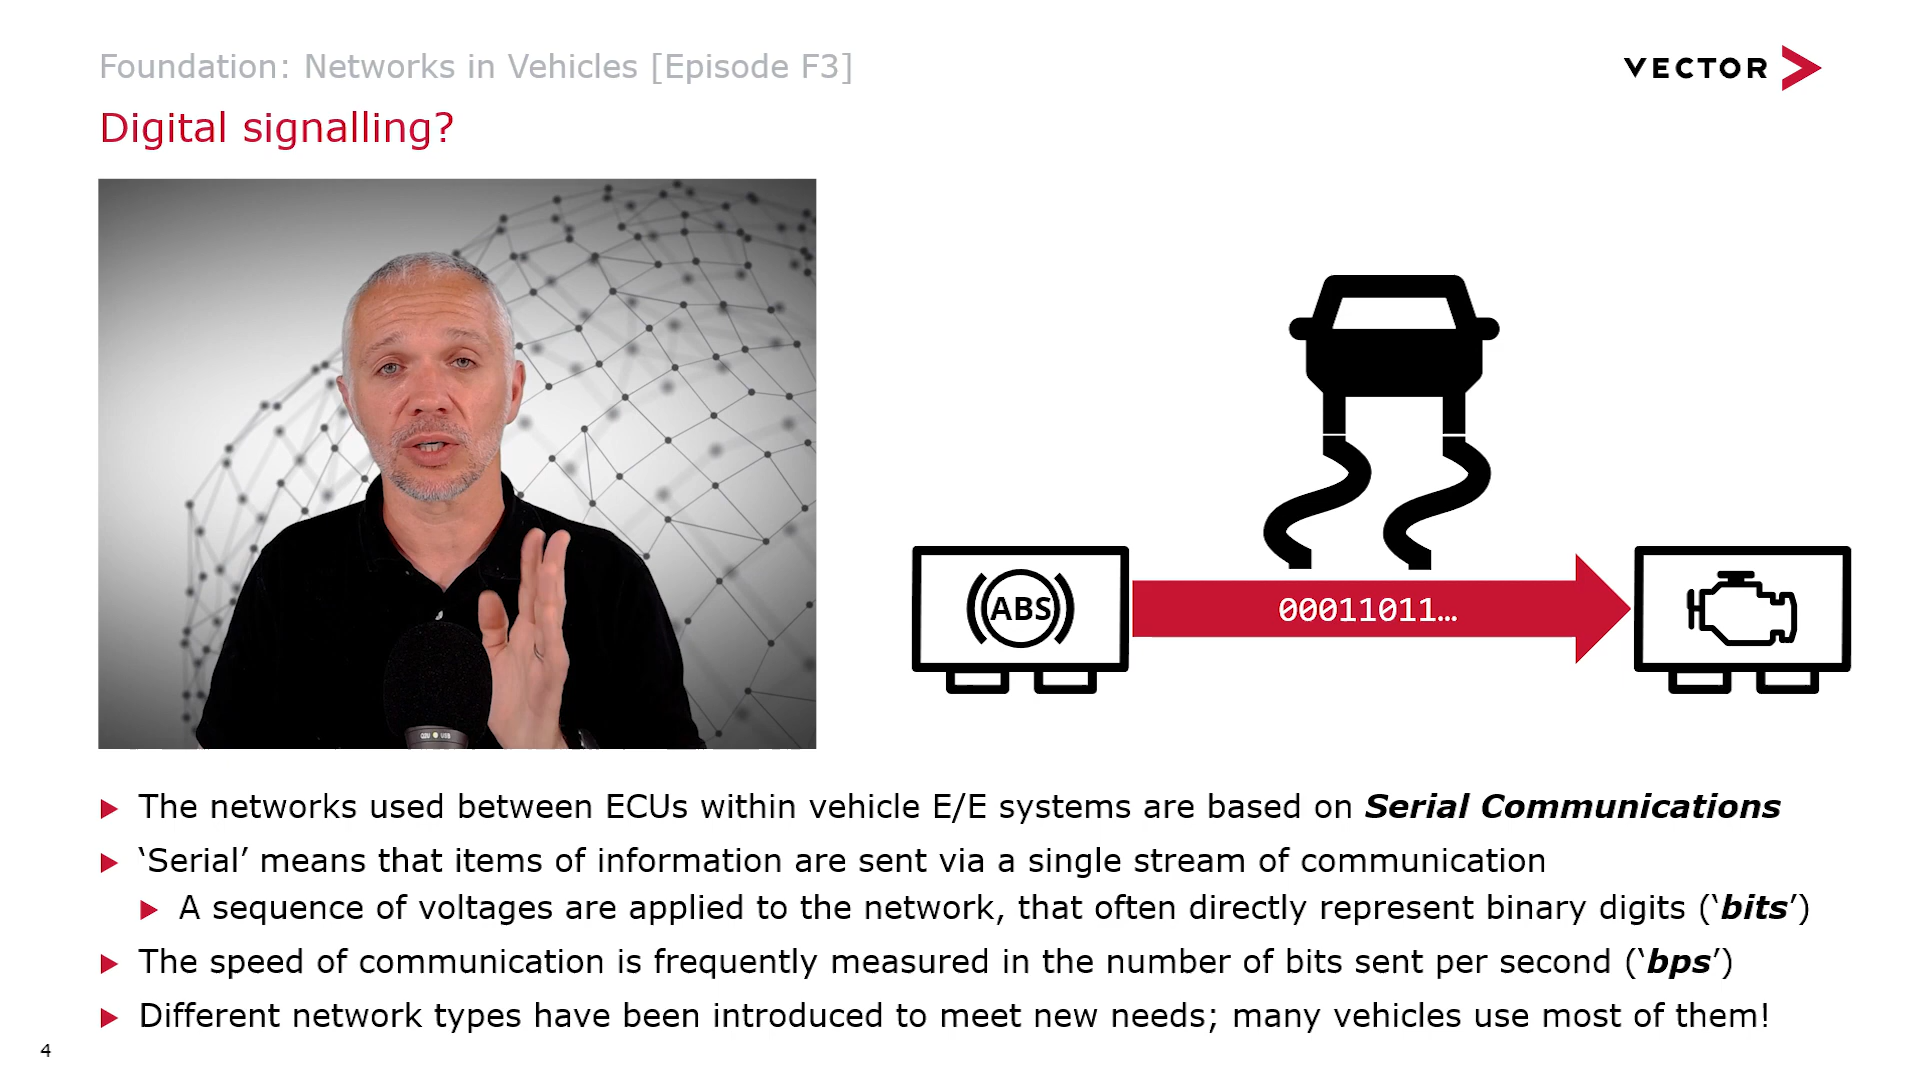 Foundation: Networks in Vehicles [Episode F3]
VECTOR
Digital signalling?
ABS
00011011…
The networks used between ECUs within vehicle E/E systems are based on Serial Communications
‘Serial’ means that items of information are sent via a single stream of communication
A sequence of voltages are applied to the network, that often directly represent binary digits (‘bits’)
The speed of communication is frequently measured in the number of bits sent per second (‘bps’)
Different network types have been introduced to meet new needs; many vehicles use most of them!
4